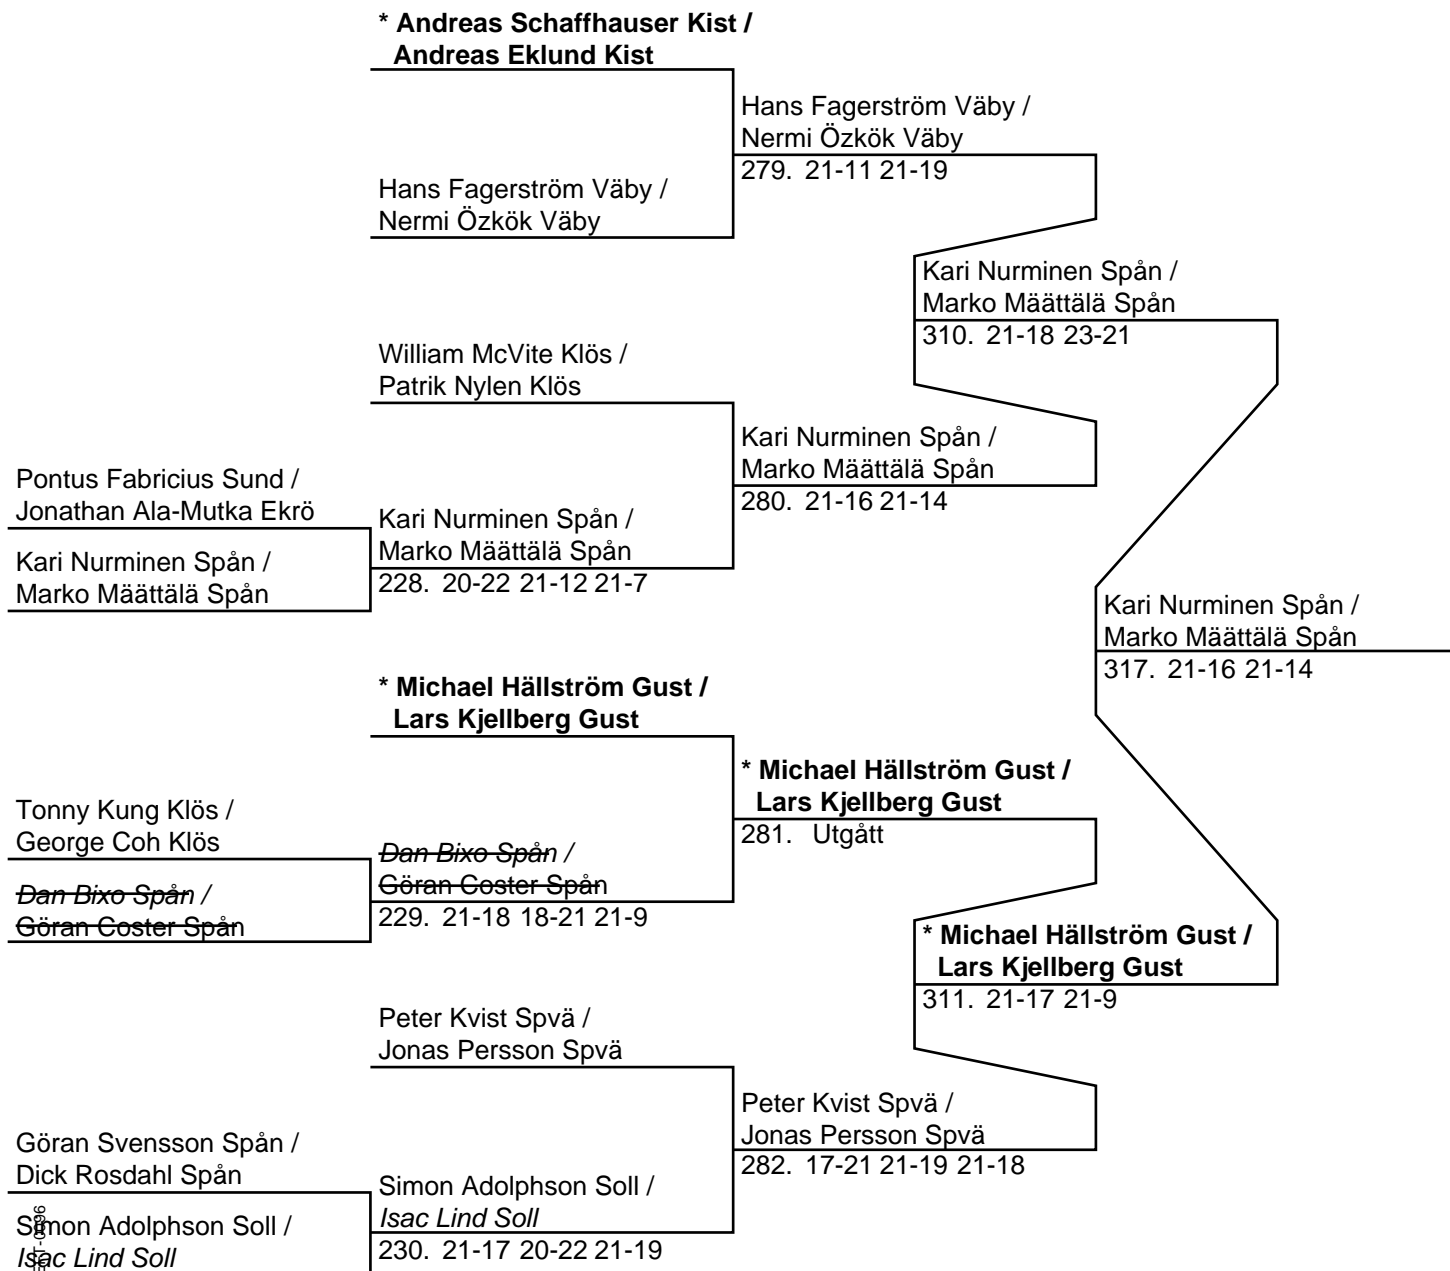 * Andreas Schaffhauser Kist /
Andreas Eklund Kist
Hans Fagerström Väby /
Nermi Özkök Väby
279. 21-11 21-19
Hans Fagerström Väby /
Nermi Özkök Väby
Kari Nurminen Spån /
Marko Määttälä Spån
310. 21-18 23-21
William McVite Klös /
Patrik Nylen Klös
Kari Nurminen Spån /
Marko Määttälä Spån
280. 21-16 21-14
Pontus Fabricius Sund /
Jonathan Ala-Mutka Ekrö
Kari Nurminen Spån /
Marko Määttälä Spån
228. 20-22 21-12 21-7
Kari Nurminen Spån /
Marko Määttälä Spån
Kari Nurminen Spån /
Marko Määttälä Spån
317. 21-16 21-14
* Michael Hällström Gust /
Lars Kjellberg Gust
* Michael Hällström Gust /
Lars Kjellberg Gust
281. Utgått
Tonny Kung Klös /
George Coh Klös
Dan Bixo Spån /
Göran Coster Spån
229. 21-18 18-21 21-9
Dan Bixo Spån /
Göran Coster Spån
* Michael Hällström Gust /
Lars Kjellberg Gust
311. 21-17 21-9
Peter Kvist Spvä /
Jonas Persson Spvä
Peter Kvist Spvä /
Jonas Persson Spvä
282. 17-21 21-19 21-18
Göran Svensson Spån /
Dick Rosdahl Spån
Simon Adolphson Soll /
Isac Lind Soll
230. 21-17 20-22 21-19
Simon Adolphson Soll /
Isac Lind Soll